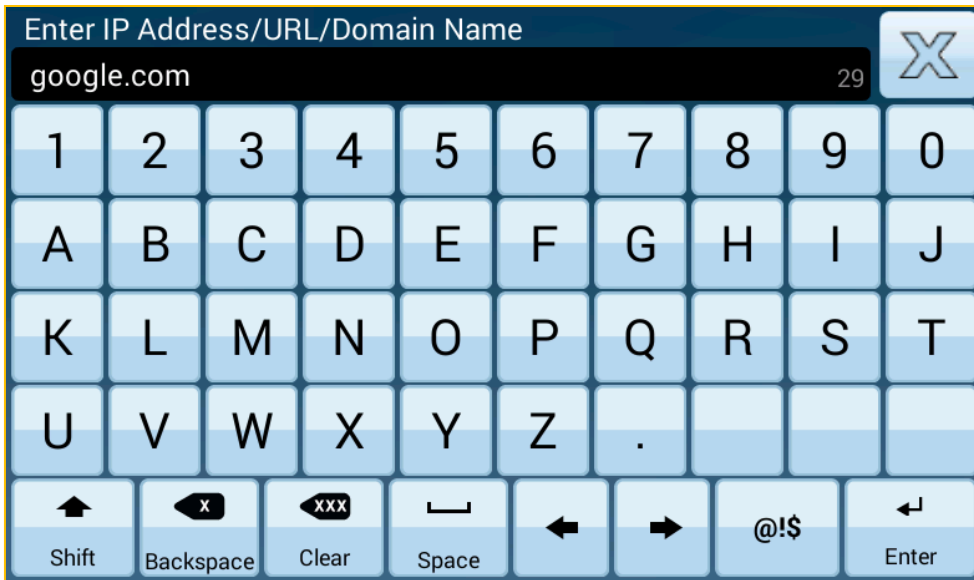 Enter IP Address/URL/Domain Name
X
google.com
29
1 2 3 4 5 6 7 8 9 0
A B C D E F G H I J
K L M N O P Q R S T
U V W X Y Z .
X XXX @!$
Shift Backspace Clear Space Enter